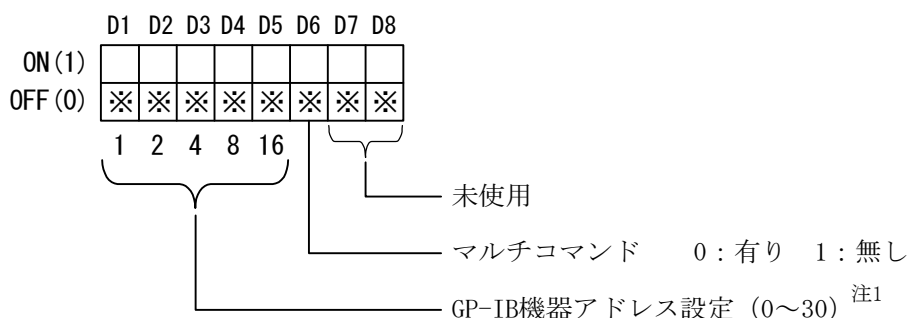 D1 D2 D3 D4 D5 D6 D7 D8
ON(1)
OFF(0) ※ ※ ※ ※ ※ ※ ※ ※
1 2 4 8 16
未使用
マルチコマンド 0:有り 1:無し
GP-IB機器アドレス設定(0~30)注1